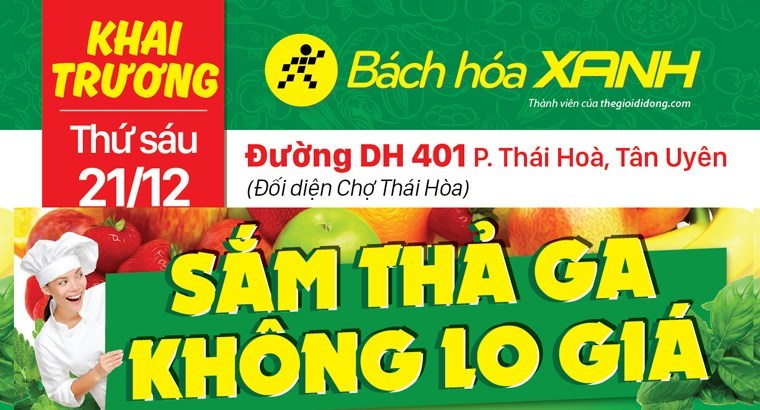 KHAI
TRƯƠNG
Thứ sáu
21/12
Bách hóa XANH
Thành viên của thegioididong.com
Đường DH 401 P. Thái Hoà, Tân Uyên
(Đối diện Chợ Thái Hòa)
SẮM THẢ GA
KHÔNG LO GIÁ